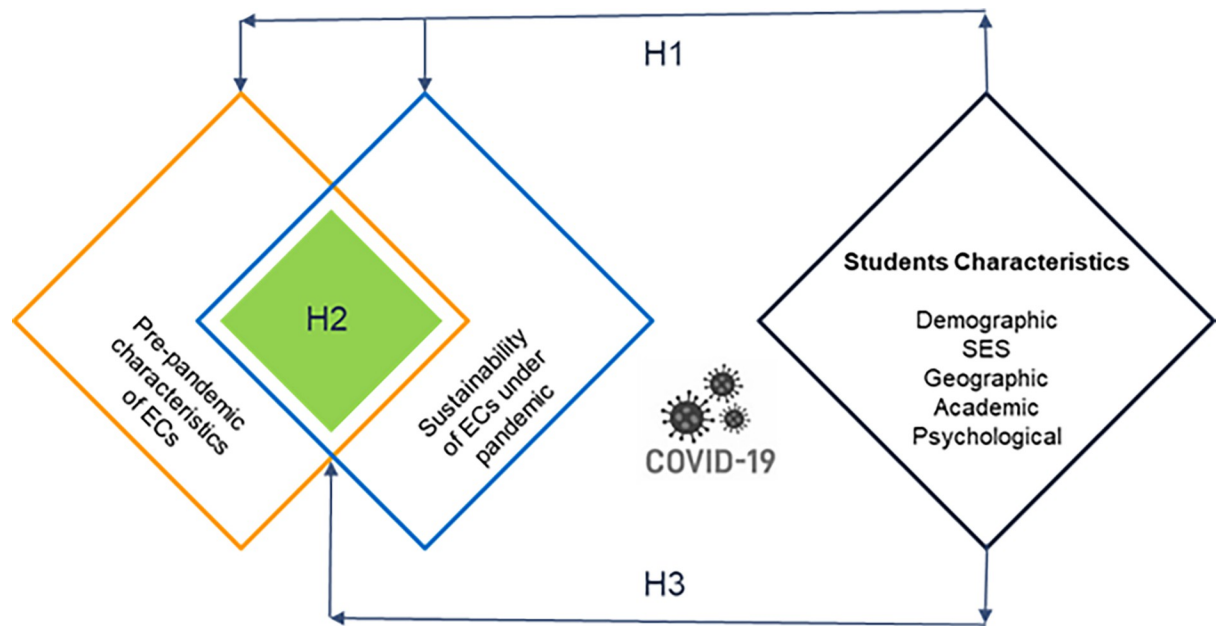 H1
H2
Pre-pandemic
characteristics
of ECs
Sustainability
of ECs under
pandemic
COVID-19
Students Characteristics
Demographic
SES
Geographic
Academic
Psychological
H3